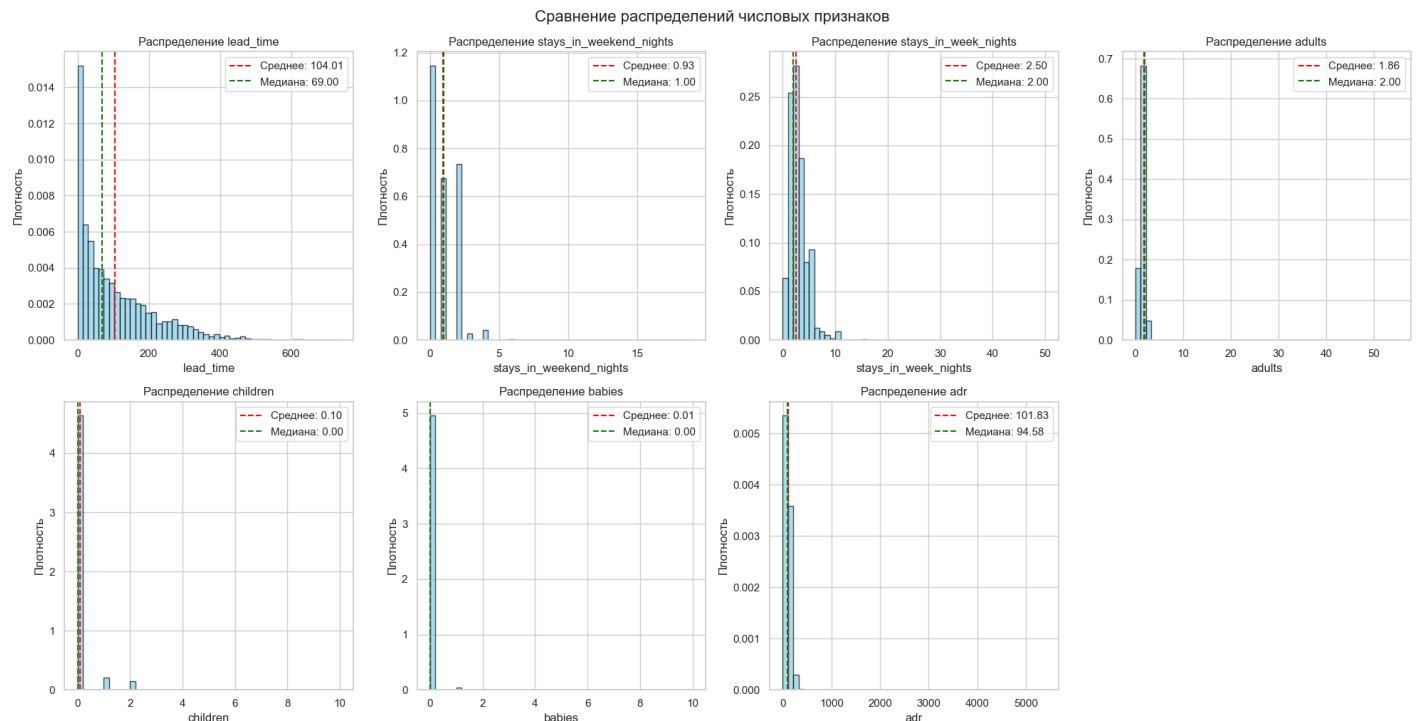 Сравнение распределений числовых признаков
Распределение lead_time
Среднее: 104.01
Медиана: 69.00
0.014
0.012
0.010
0.008
0.006
0.004
0.002
0.000
Плотность
0 200 400 600
lead_time
Распределение stays_in_weekend_nights
Среднее: 0.93
Медиана: 1.00
1.2
1.0
0.8
0.6
0.4
0.2
0.0
Плотность
0 5 10 15
stays_in_weekend_nights
Распределение stays_in_week_nights
Среднее: 2.50
Медиана: 2.00
0.25
0.20
0.15
0.10
0.05
0.00
Плотность
0 10 20 30 40 50
stays_in_week_nights
Распределение adults
Среднее: 1.86
Медиана: 2.00
0.7
0.6
0.5
0.4
0.3
0.2
0.1
0.0
Плотность
0 10 20 30 40 50
adults
Распределение children
Среднее: 0.10
Медиана: 0.00
4
3
2
1
0
Плотность
0 2 4 6 8 10
children
Распределение babies
Среднее: 0.01
Медиана: 0.00
5
4
3
2
1
0
Плотность
0 2 4 6 8 10
babies
Распределение adr
Среднее: 101.83
Медиана: 94.58
0.005
0.004
0.003
0.002
0.001
0.000
Плотность
0 1000 2000 3000 4000 5000
adr